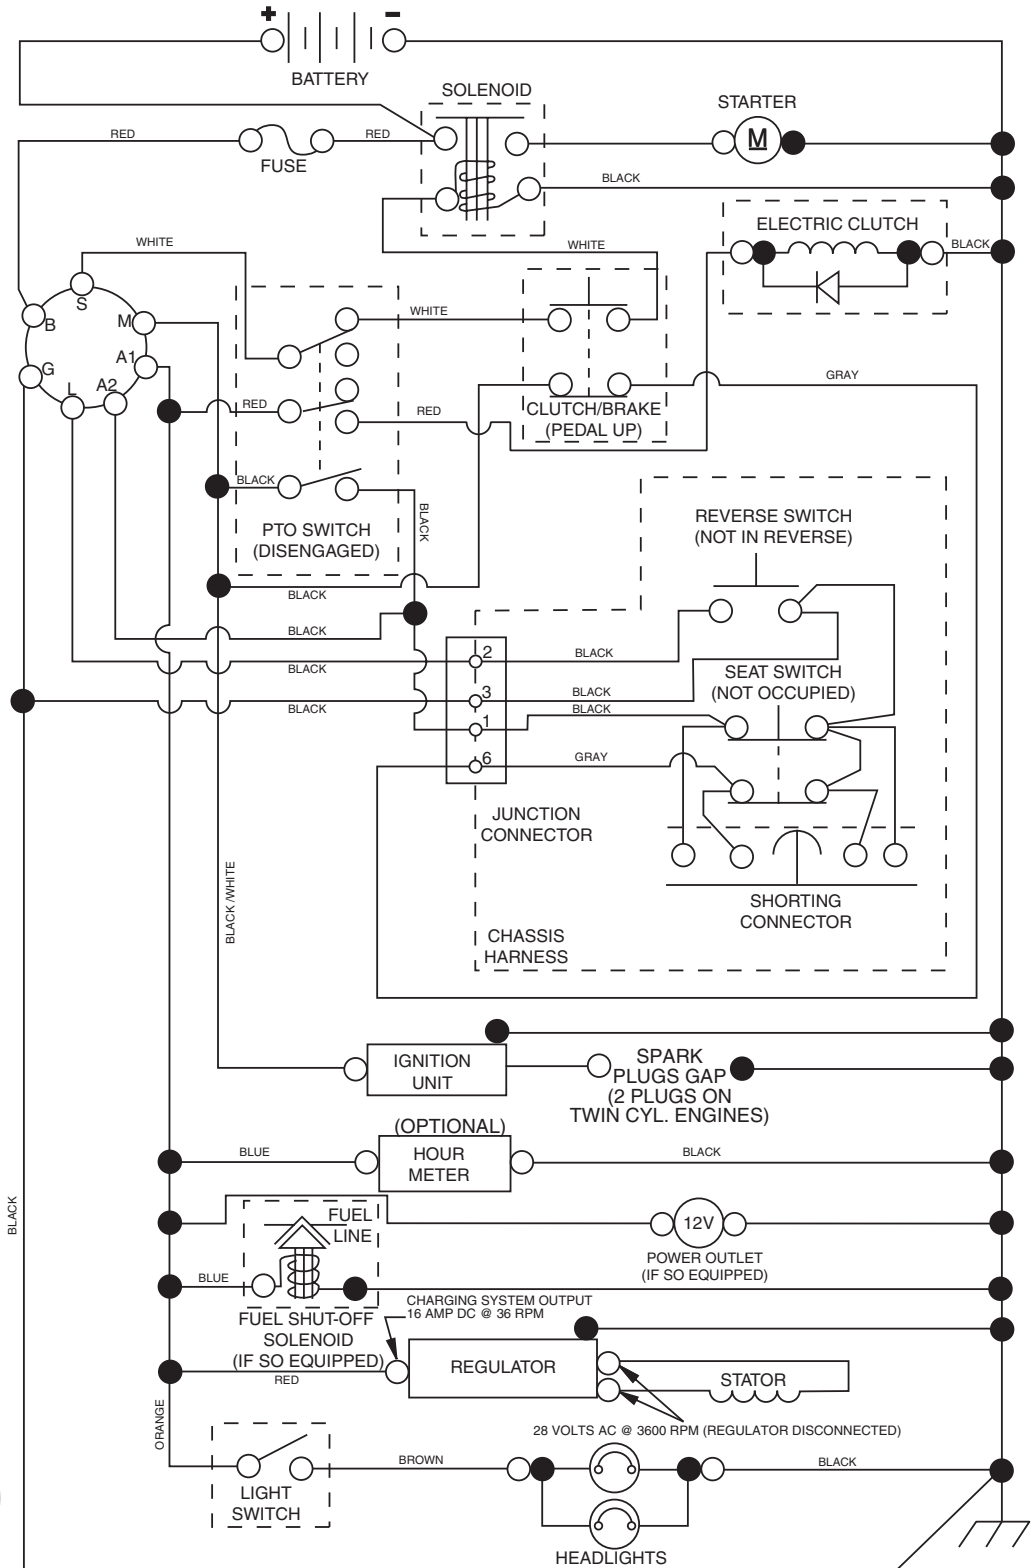 + −
BATTERY
SOLENOID
STARTER
M
RED
RED
FUSE
BLACK
ELECTRIC CLUTCH
BLACK
WHITE
WHITE
S
B
M
A1
G
L
A2
WHITE
RED
RED
GRAY
CLUTCH/BRAKE
(PEDAL UP)
BLACK
BLACK
PTO SWITCH
(DISENGAGED)
REVERSE SWITCH
(NOT IN REVERSE)
BLACK
BLACK
2
BLACK
BLACK
SEAT SWITCH
(NOT OCCUPIED)
3
BLACK
BLACK
1
BLACK
6
GRAY
JUNCTION
CONNECTOR
BLACK /WHITE
SHORTING
CONNECTOR
CHASSIS
HARNESS
IGNITION
UNIT
SPARK
PLUGS GAP
(2 PLUGS ON
TWIN CYL. ENGINES)
(OPTIONAL)
HOUR
METER
BLUE
BLACK
BLACK
FUEL
LINE
12V
POWER OUTLET
(IF SO EQUIPPED)
BLUE
FUEL SHUT-OFF
SOLENOID
(IF SO EQUIPPED)
CHARGING SYSTEM OUTPUT
16 AMP DC @ 36 RPM
RED
REGULATOR
STATOR
28 VOLTS AC @ 3600 RPM (REGULATOR DISCONNECTED)
ORANGE
BROWN
BLACK
LIGHT
SWITCH
HEADLIGHTS